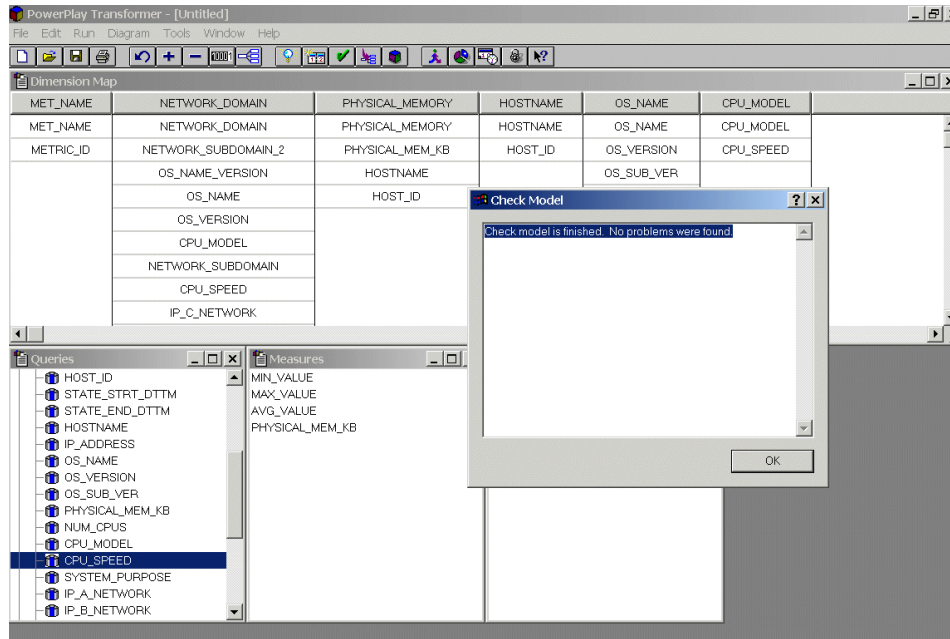 PowerPlay Transformer - [Untitled]
File Edit Run Diagram Tools Window Help
Dimension Map
MET_NAME NETWORK_DOMAIN PHYSICAL_MEMORY HOSTNAME OS_NAME CPU_MODEL
MET_NAME NETWORK_DOMAIN PHYSICAL_MEMORY HOSTNAME OS_NAME CPU_MODEL
METRIC_ID NETWORK_SUBDOMAIN_2 PHYSICAL_MEM_KB HOST_ID OS_VERSION CPU_SPEED
OS_NAME_VERSION HOSTNAME OS_SUB_VER
OS_NAME HOST_ID
OS_VERSION
CPU_MODEL
NETWORK_SUBDOMAIN
CPU_SPEED
IP_C_NETWORK
Check Model
Check model is finished. No problems were found.
OK
Queries
HOST_ID
STATE_STRT_DTTM
STATE_END_DTTM
HOSTNAME
IP_ADDRESS
OS_NAME
OS_VERSION
OS_SUB_VER
PHYSICAL_MEM_KB
NUM_CPUS
CPU_MODEL
CPU_SPEED
SYSTEM_PURPOSE
IP_A_NETWORK
IP_B_NETWORK
Measures
MIN_VALUE
MAX_VALUE
AVG_VALUE
PHYSICAL_MEM_KB